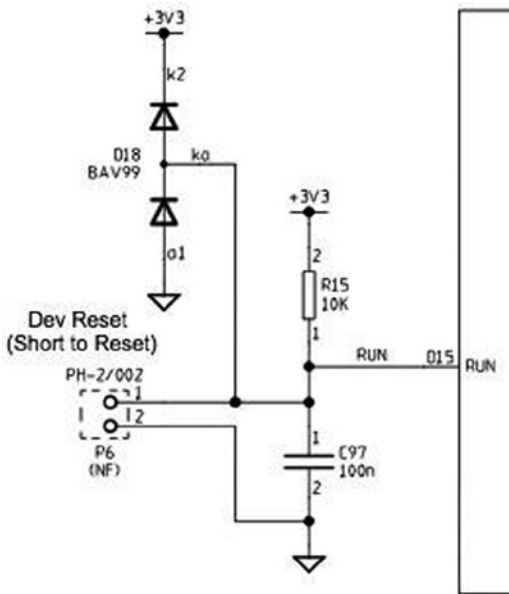 +3V3
k2
D18
BAV99
ka
a1
+3V3
2
R15
10K
1
RUN
D15
RUN
Dev Reset
(Short to Reset)
PH-2/002
1
2
P6
(NF)
1
C97
100n
2